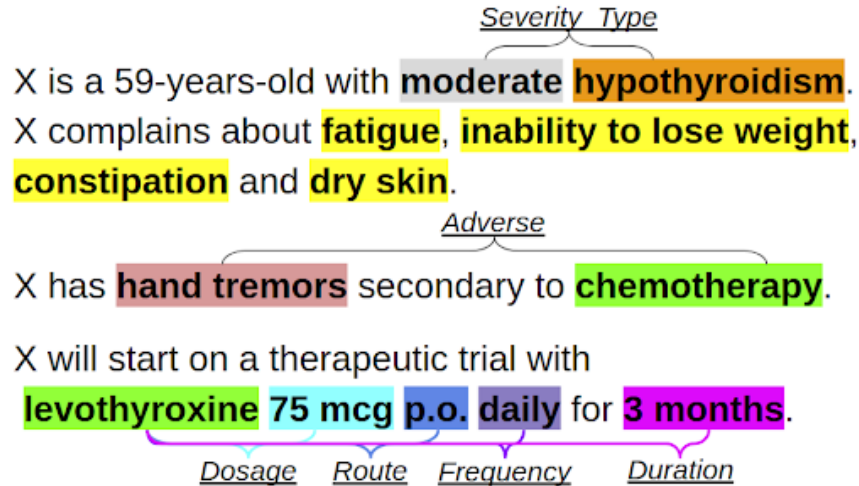 Severity Type
X is a 59-years-old with moderate hypothyroidism.
X complains about fatigue, inability to lose weight,
constipation and dry skin.
Adverse
X has hand tremors secondary to chemotherapy.
X will start on a therapeutic trial with
levothyroxine 75 mcg p.o. daily for 3 months.
Dosage Route Frequency Duration